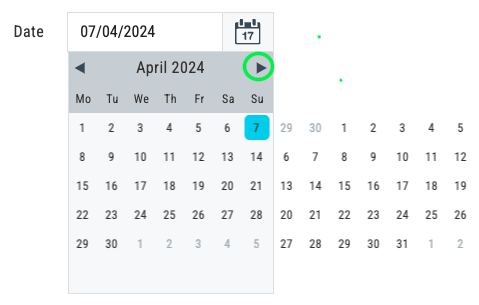 Date 07/04/2024 17
April 2024
Mo Tu We Th Fr Sa Su
1 2 3 4 5 6 7 29 30 1 2 3 4 5
8 9 10 11 12 13 14 6 7 8 9 10 11 12
15 16 17 18 19 20 21 13 14 15 16 17 18 19
22 23 24 25 26 27 28 20 21 22 23 24 25 26
29 30 1 2 3 4 5 27 28 29 30 31 1 2